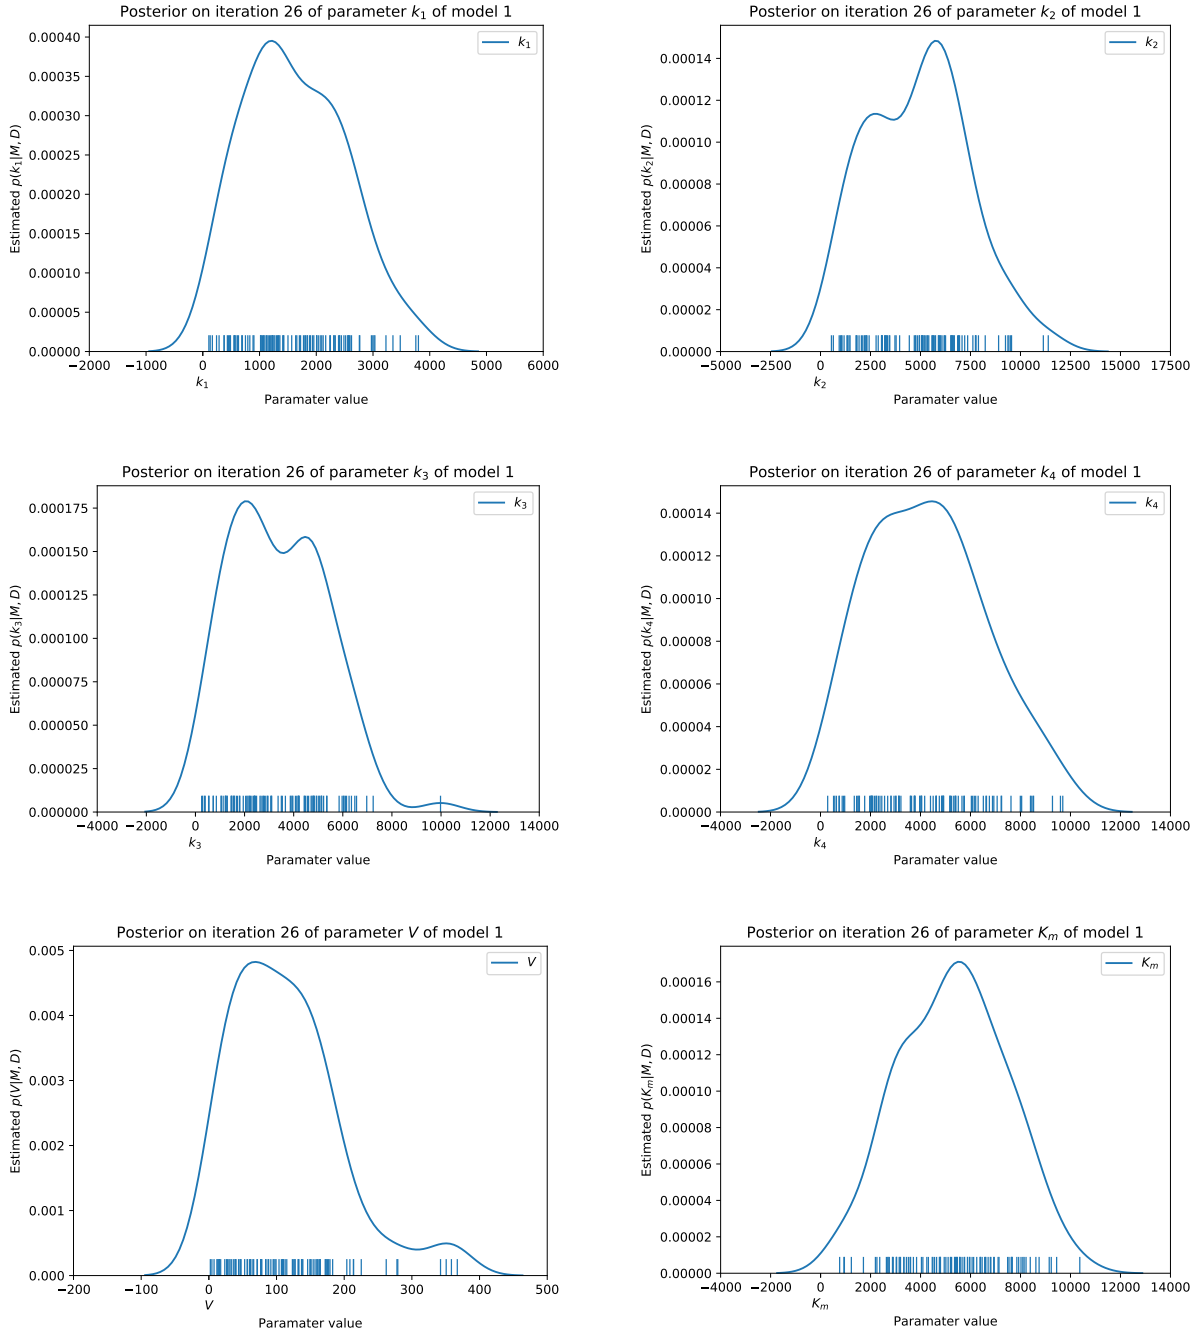 Posterior on iteration 26 of parameter k₁ of model 1
k₁
Estimated p(k₁|M, D)
0.00040
0.00035
0.00030
0.00025
0.00020
0.00015
0.00010
0.00005
0.00000
−2000 −1000 0 1000 2000 3000 4000 5000 6000
k₁
Paramater value
Posterior on iteration 26 of parameter k₂ of model 1
k₂
Estimated p(k₂|M, D)
0.00014
0.00012
0.00010
0.00008
0.00006
0.00004
0.00002
0.00000
−5000 −2500 0 2500 5000 7500 10000 12500 15000 17500
k₂
Paramater value
Posterior on iteration 26 of parameter k₃ of model 1
k₃
Estimated p(k₃|M, D)
0.000175
0.000150
0.000125
0.000100
0.000075
0.000050
0.000025
0.000000
−4000 −2000 0 2000 4000 6000 8000 10000 12000 14000
k₃
Paramater value
Posterior on iteration 26 of parameter k₄ of model 1
k₄
Estimated p(k₄|M, D)
0.00014
0.00012
0.00010
0.00008
0.00006
0.00004
0.00002
0.00000
−4000 −2000 0 2000 4000 6000 8000 10000 12000 14000
k₄
Paramater value
Posterior on iteration 26 of parameter V of model 1
V
Estimated p(V|M, D)
0.005
0.004
0.003
0.002
0.001
0.000
−200 −100 0 100 200 300 400 500
V
Paramater value
Posterior on iteration 26 of parameter Kₘ of model 1
Kₘ
Estimated p(Kₘ|M, D)
0.00016
0.00014
0.00012
0.00010
0.00008
0.00006
0.00004
0.00002
0.00000
−4000 −2000 0 2000 4000 6000 8000 10000 12000 14000
Kₘ
Paramater value